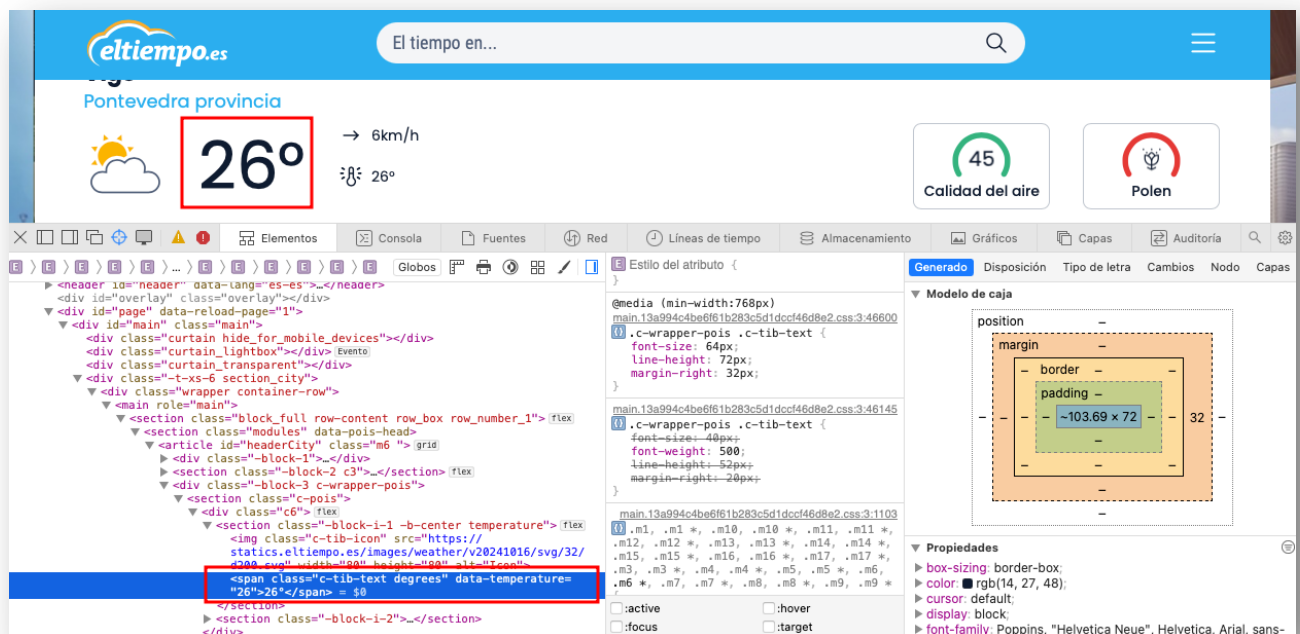 eltiempo.es
El tiempo en...
Vigo
Pontevedra provincia
26º
6km/h
26º
45
Calidad del aire
Polen
Elementos
Consola
Fuentes
Red
Líneas de tiempo
Almacenamiento
Gráficos
Capas
Auditoría
E 〉 E 〉 E 〉 E 〉 E 〉 ... 〉 E 〉 E 〉 E 〉 E 〉 E 〉 E
Globos
<header id="header" data-lang="es-es">…</header>
<div id="overlay" class="overlay"></div>
<div id="page" data-reload-page="1">
<div id="main" class="main">
<div class="curtain hide_for_mobile_devices"></div>
<div class="curtain_lightbox"></div> Evento
<div class="curtain_transparent"></div>
<div class="-t-xs-6 section_city">
<div class="wrapper container-row">
<main role="main">
<section class="block_full row-content row_box row_number_1"> flex
<section class="modules" data-pois-head>
<article id="headerCity" class="m6 "> grid
<div class="-block-1">…</div>
<section class="-block-2 c3">…</section> flex
<div class="-block-3 c-wrapper-pois">
<section class="c-pois">
<div class="c6"> flex
<section class="-block-i-1 -b-center temperature"> flex
<img class="c-tib-icon" src="https://
statics.eltiempo.es/images/weather/v20241016/svg/32/
d200.svg" width="80" height="80" alt="Icon">
<span class="c-tib-text degrees" data-temperature=
"26">26º</span> = $0
</section>
<section class="-block-i-2">…</section>
</div>
E Estilo del atributo {
}
@media (min-width:768px)
main.13a994c4be6f61b283c5d1dccf46d8e2.css:3:46600
.c-wrapper-pois .c-tib-text {
font-size: 64px;
line-height: 72px;
margin-right: 32px;
}
main.13a994c4be6f61b283c5d1dccf46d8e2.css:3:46145
.c-wrapper-pois .c-tib-text {
font-size: 40px;
font-weight: 500;
line-height: 52px;
margin-right: 20px;
}
main.13a994c4be6f61b283c5d1dccf46d8e2.css:3:1103
.m1, .m1 *, .m10, .m10 *, .m11, .m11 *,
.m12, .m12 *, .m13, .m13 *, .m14, .m14 *,
.m15, .m15 *, .m16, .m16 *, .m17, .m17 *,
.m3, .m3 *, .m4, .m4 *, .m5, .m5 *, .m6,
.m6 *, .m7, .m7 *, .m8, .m8 *, .m9, .m9 *
{
:active
:hover
:focus
:target
Generado
Disposición
Tipo de letra
Cambios
Nodo
Capas
Modelo de caja
position –
margin –
– border – –
padding –
– – – – ~103.69 × 72 – – 32 –
–
– – –
–
–
Propiedades
box-sizing: border-box;
color: rgb(14, 27, 48);
cursor: default;
display: block;
font-family: Poppins, "Helvetica Neue", Helvetica, Arial, sans-